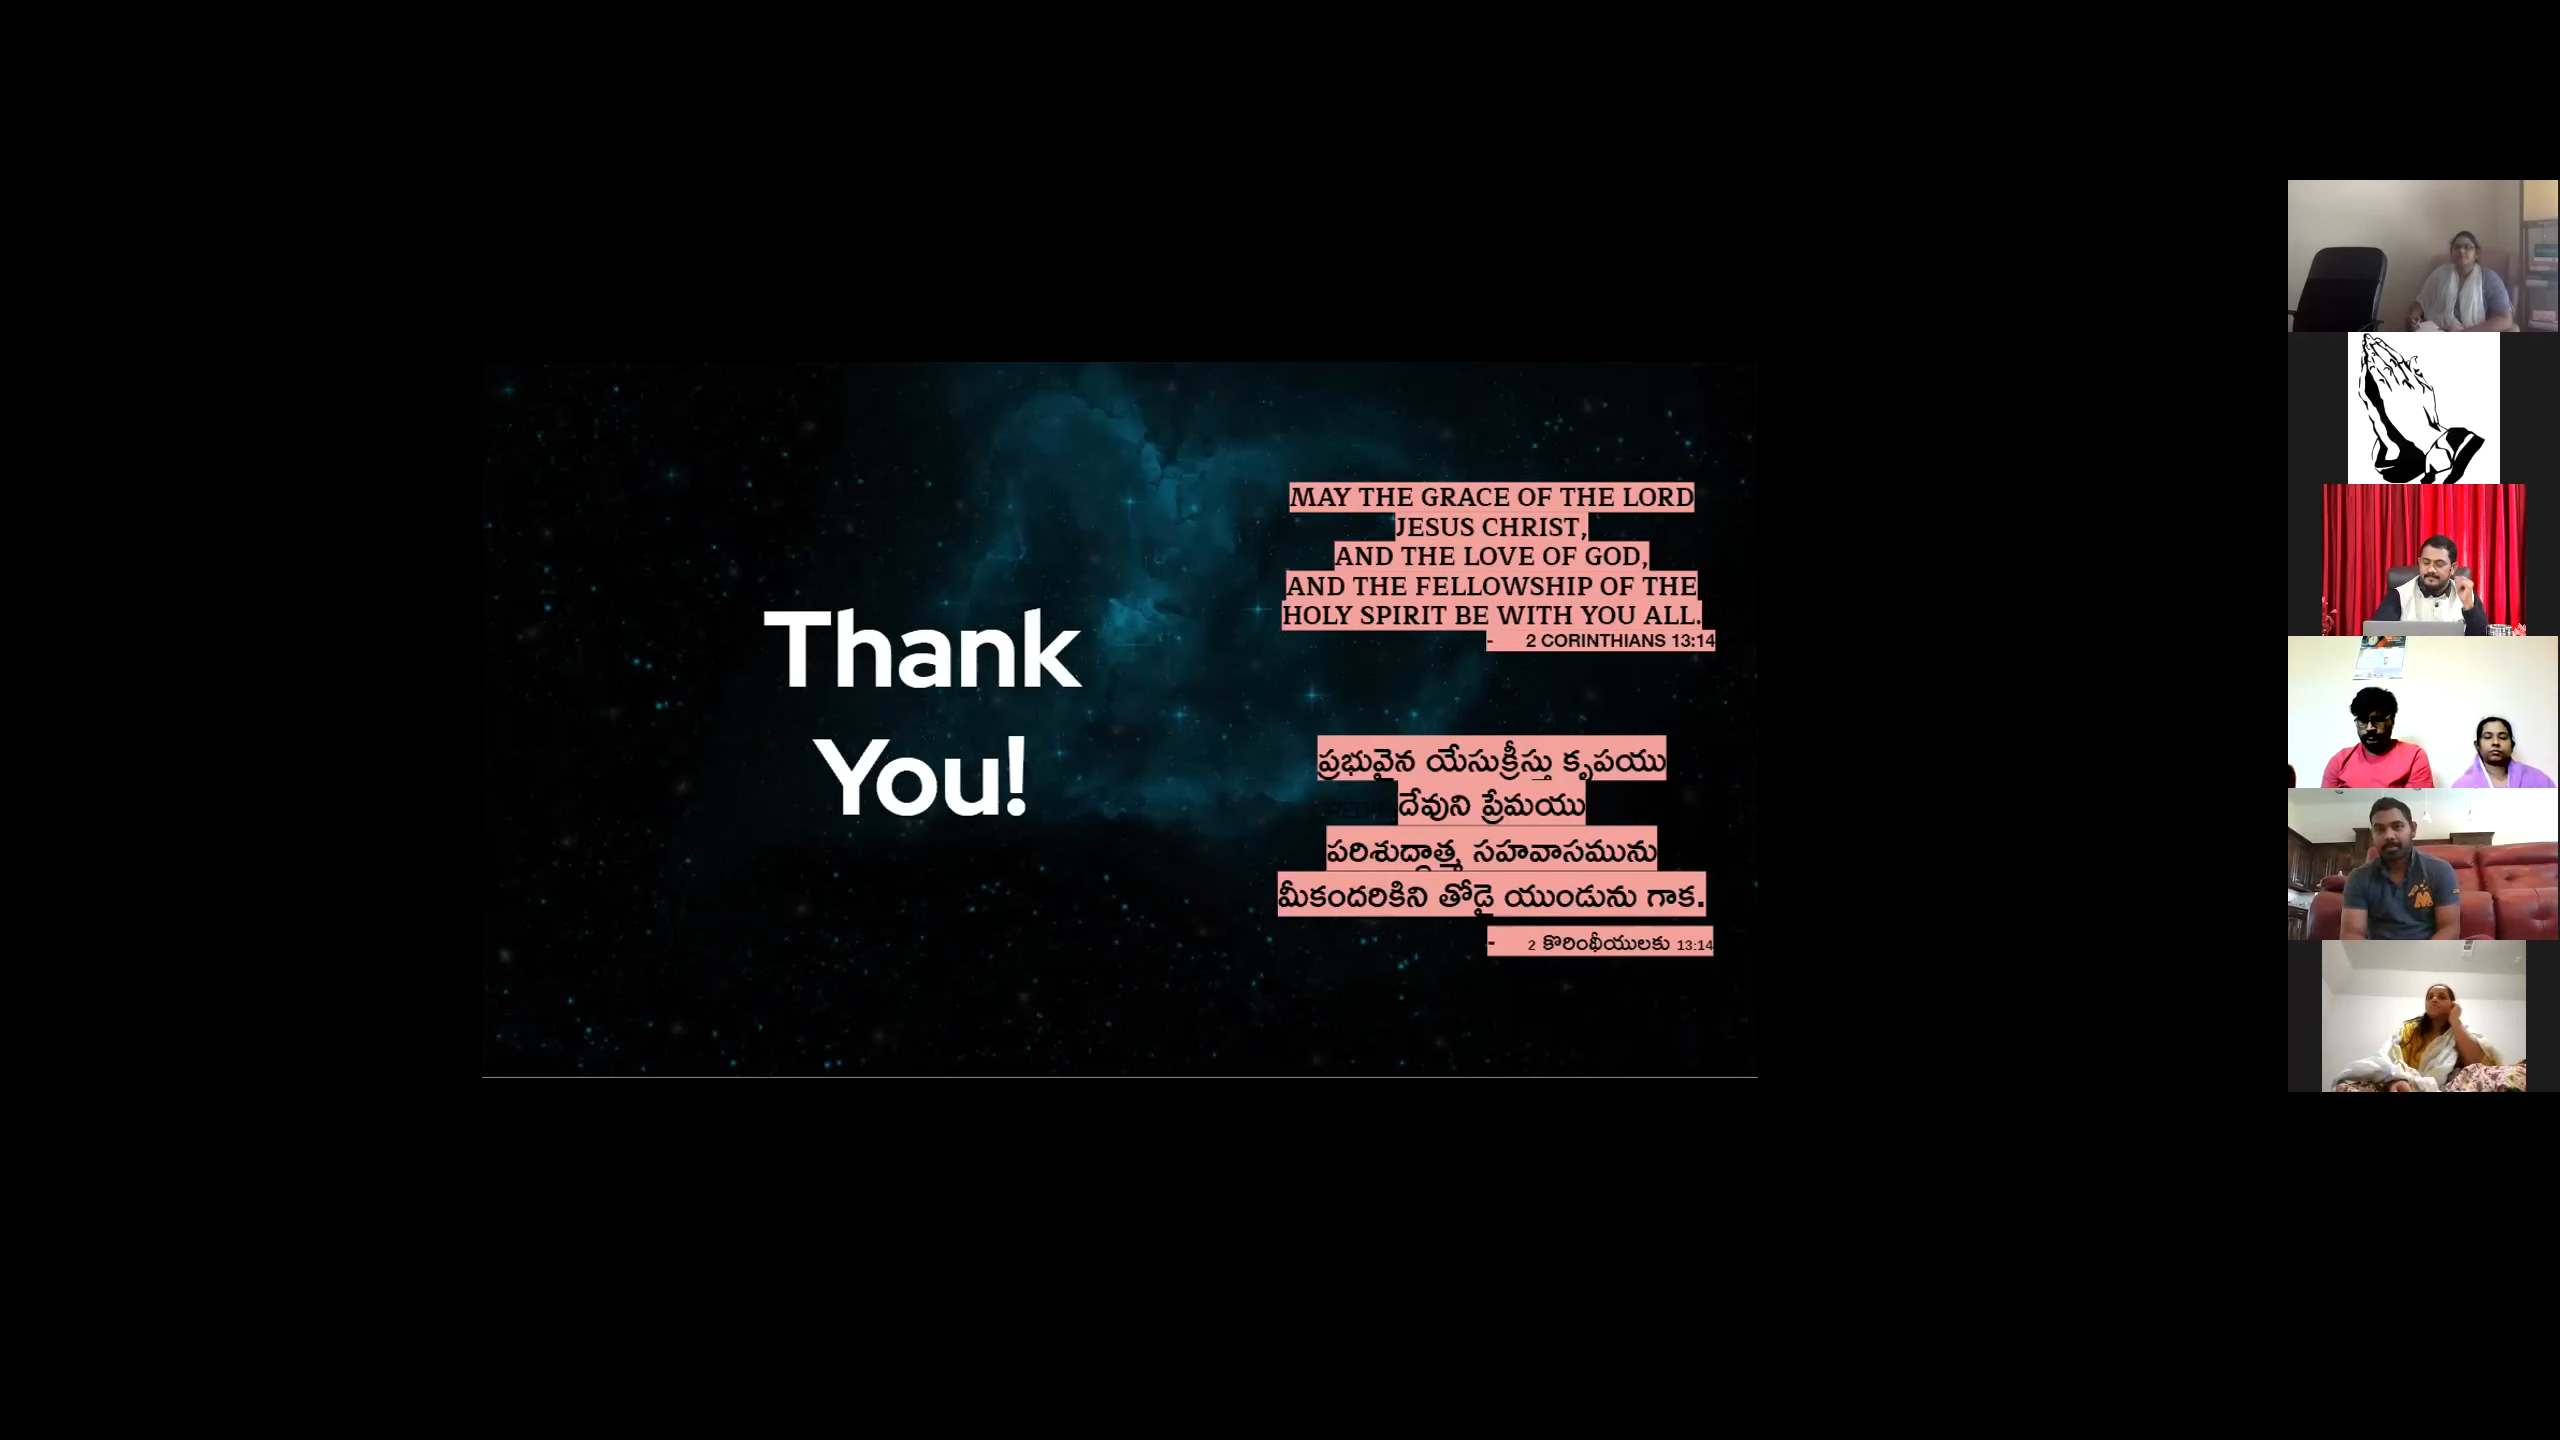 Thank
You!
MAY THE GRACE OF THE LORD
JESUS CHRIST,
AND THE LOVE OF GOD,
AND THE FELLOWSHIP OF THE
HOLY SPIRIT BE WITH YOU ALL.
- 2 CORINTHIANS 13:14
ప్రభువైన యేసుక్రీస్తు కృపయు
దేవుని ప్రేమయు
పరిశుద్ధాత్మ సహవాసమును
మీకందరికిని తోడై యుండును గాక.
- 2 కొరింథీయులకు 13:14